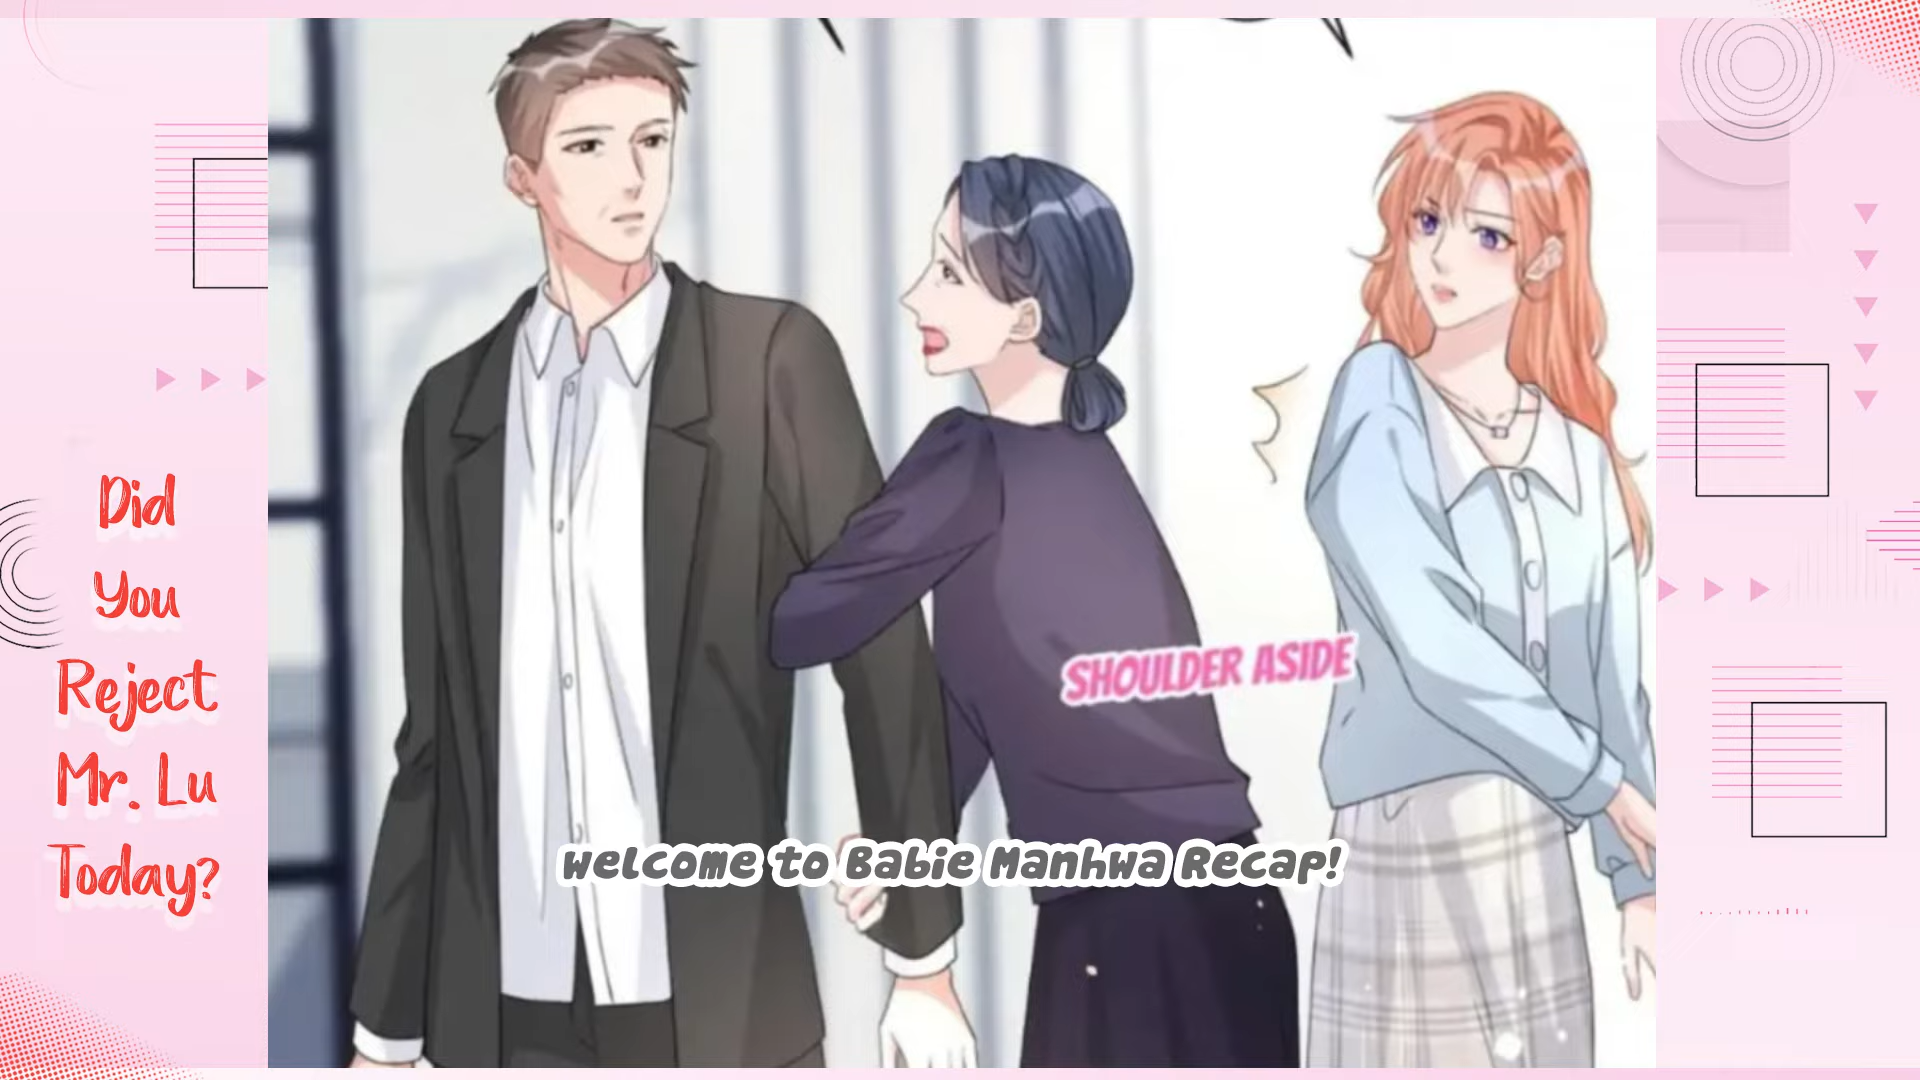 Did
You
Reject
Mr. Lu
Today?
SHOULDER ASIDE
welcome to Babie Manhwa Recap!